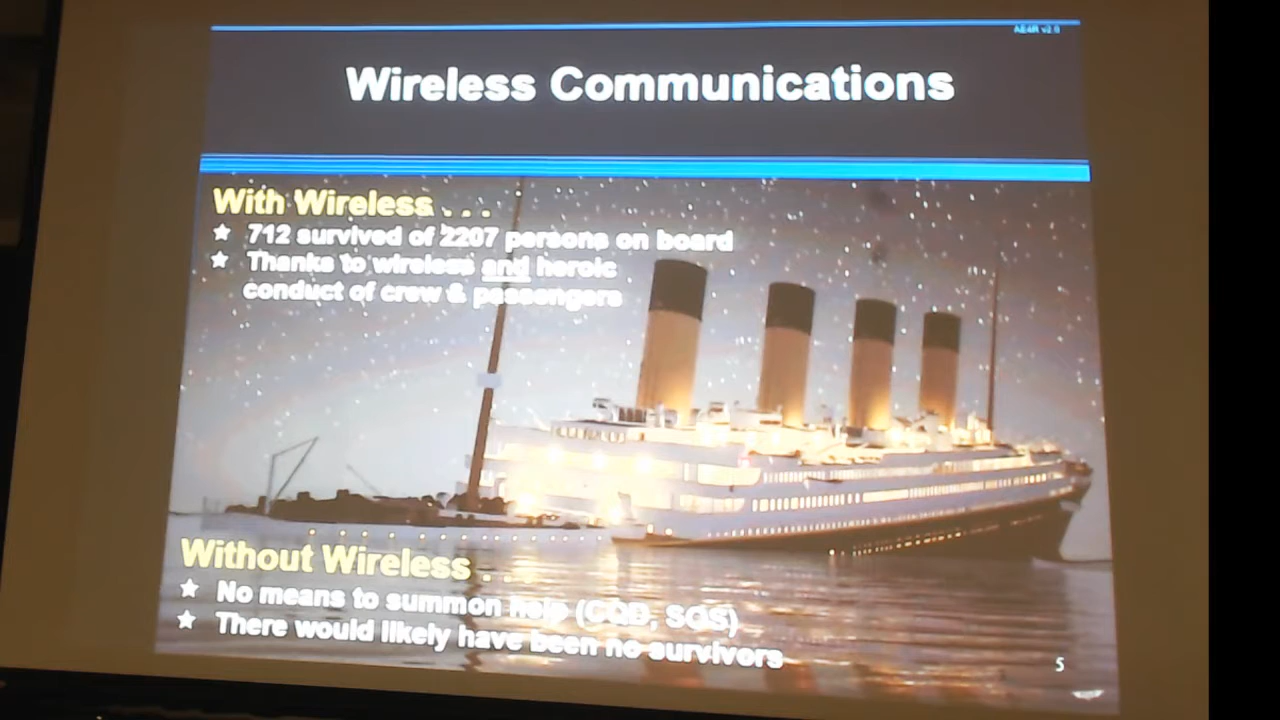 AE4R v2.0
Wireless Communications
With Wireless . . .
★ 712 survived of 2207 persons on board
★ Thanks to wireless and heroic
conduct of crew & passengers
Without Wireless . . .
★ No means to summon help (CQD, SOS)
★ There would likely have been no survivors
5